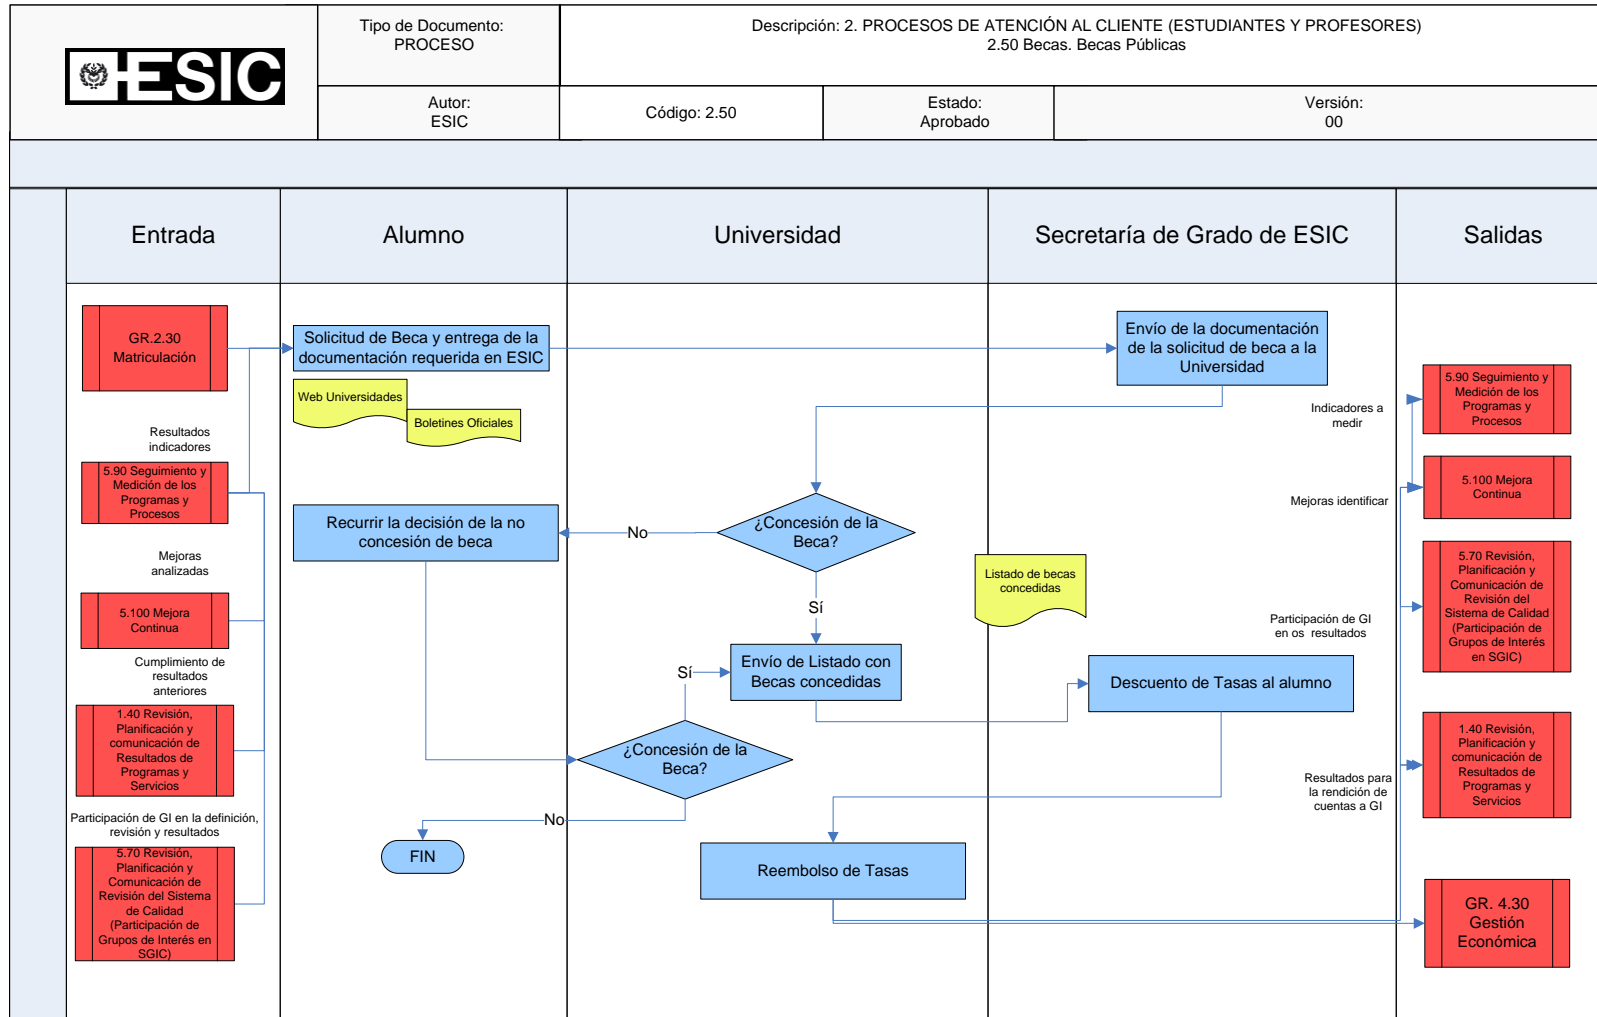 ESIC
Tipo de Documento:
PROCESO
Descripción: 2. PROCESOS DE ATENCIÓN AL CLIENTE (ESTUDIANTES Y PROFESORES)
2.50 Becas. Becas Públicas
Autor:
ESIC
Código: 2.50
Estado:
Aprobado
Versión:
00
Entrada
Alumno
Universidad
Secretaría de Grado de ESIC
Salidas
GR.2.30
Matriculación
Resultados
indicadores
5.90 Seguimiento y
Medición de los
Programas y
Procesos
Mejoras
analizadas
5.100 Mejora
Continua
Cumplimiento de
resultados
anteriores
1.40 Revisión,
Planificación y
comunicación de
Resultados de
Programas y
Servicios
Participación de GI en la definición,
revisión y resultados
5.70 Revisión,
Planificación y
Comunicación de
Revisión del Sistema
de Calidad
(Participación de
Grupos de Interés en
SGIC)
Solicitud de Beca y entrega de la
documentación requerida en ESIC
Web Universidades
Boletines Oficiales
Recurrir la decisión de la no
concesión de beca
FIN
No
¿Concesión de la
Beca?
Sí
Envío de Listado con
Becas concedidas
Sí
¿Concesión de la
Beca?
No
Reembolso de Tasas
Envío de la documentación
de la solicitud de beca a la
Universidad
Listado de becas
concedidas
Descuento de Tasas al alumno
Indicadores a
medir
Mejoras identificar
Participación de GI
en os resultados
Resultados para
la rendición de
cuentas a GI
5.90 Seguimiento y
Medición de los
Programas y
Procesos
5.100 Mejora
Continua
5.70 Revisión,
Planificación y
Comunicación de
Revisión del
Sistema de Calidad
(Participación de
Grupos de Interés
en SGIC)
1.40 Revisión,
Planificación y
comunicación de
Resultados de
Programas y
Servicios
GR. 4.30
Gestión
Económica